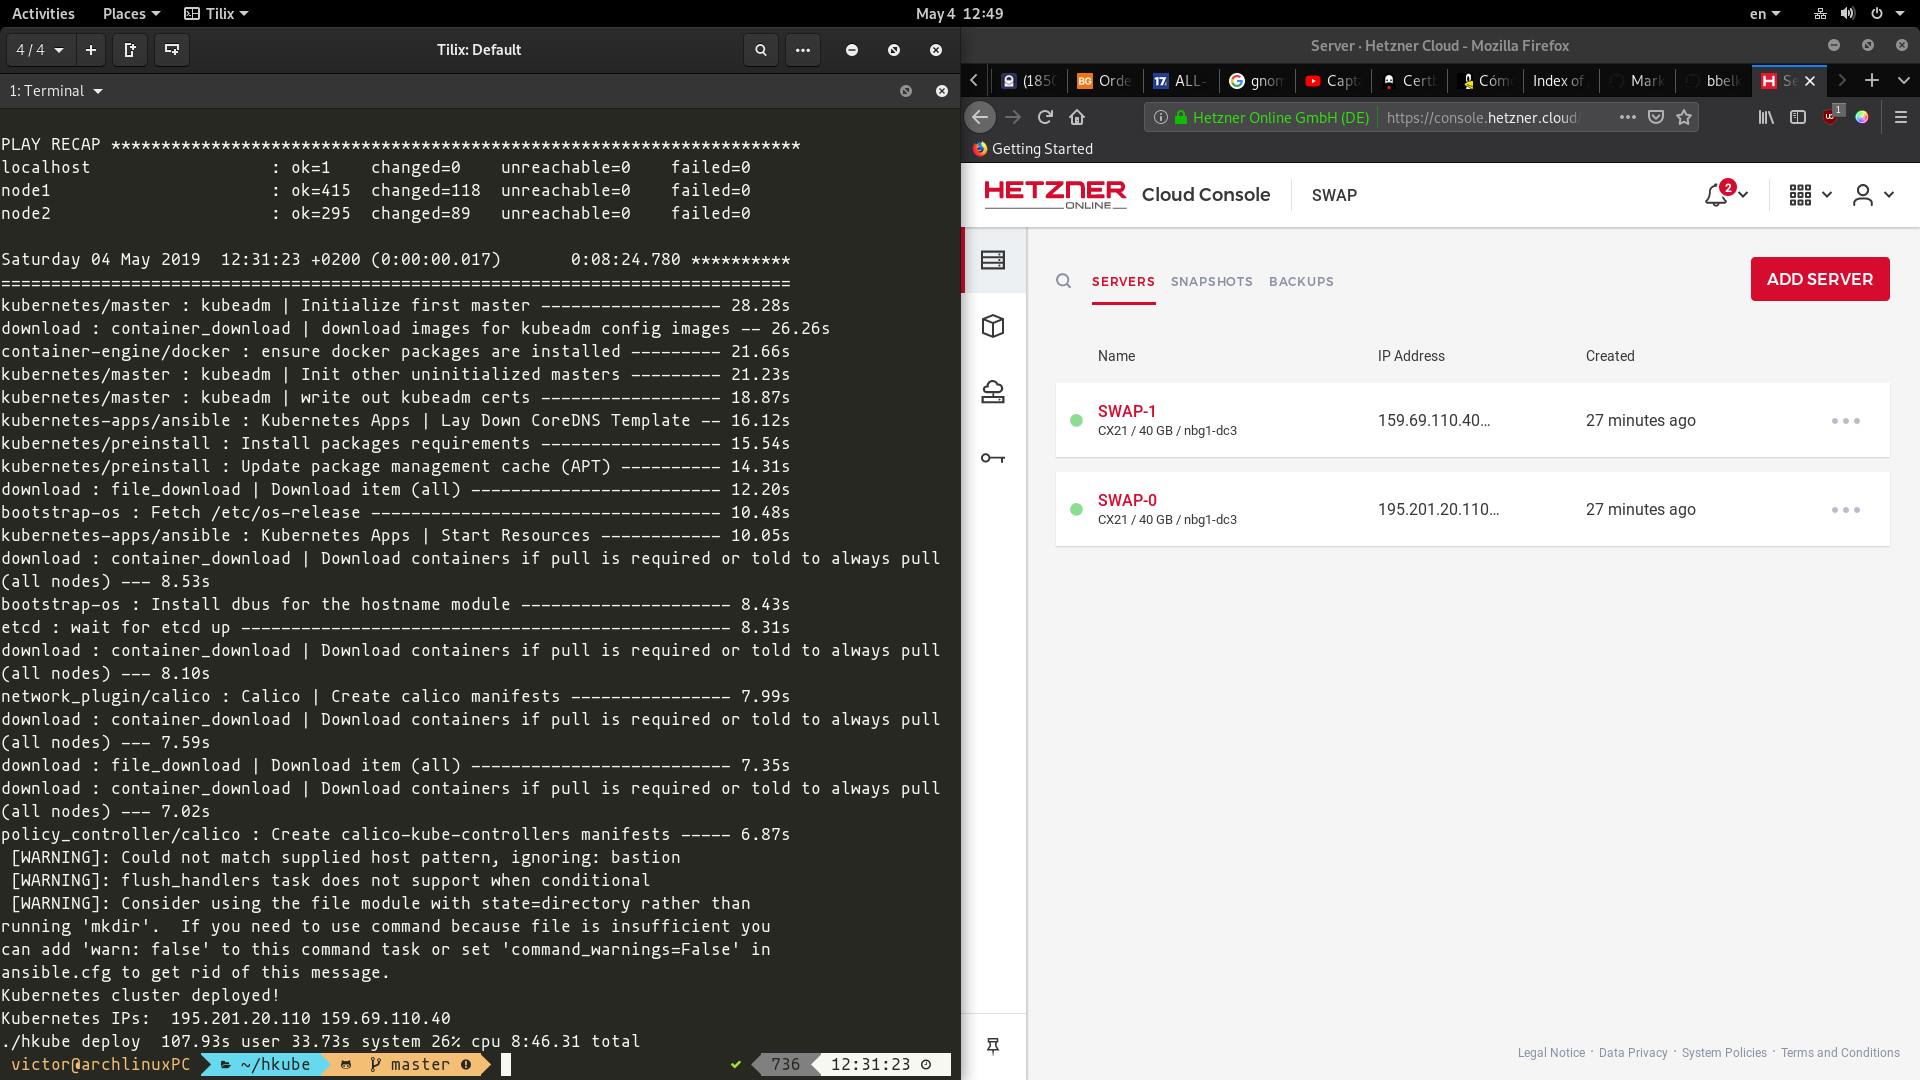 Activities Places Tilix May 4 12:49 en
4 / 4 Tilix: Default
1: Terminal
PLAY RECAP *********************************************************************
localhost : ok=1 changed=0 unreachable=0 failed=0
node1 : ok=415 changed=118 unreachable=0 failed=0
node2 : ok=295 changed=89 unreachable=0 failed=0
Saturday 04 May 2019 12:31:23 +0200 (0:00:00.017) 0:08:24.780 **********
===============================================================================
kubernetes/master : kubeadm | Initialize first master ------------------ 28.28s
download : container_download | download images for kubeadm config images -- 26.26s
container-engine/docker : ensure docker packages are installed --------- 21.66s
kubernetes/master : kubeadm | Init other uninitialized masters --------- 21.23s
kubernetes/master : kubeadm | write out kubeadm certs ------------------ 18.87s
kubernetes-apps/ansible : Kubernetes Apps | Lay Down CoreDNS Template -- 16.12s
kubernetes/preinstall : Install packages requirements ------------------ 15.54s
kubernetes/preinstall : Update package management cache (APT) ---------- 14.31s
download : file_download | Download item (all) ------------------------- 12.20s
bootstrap-os : Fetch /etc/os-release ----------------------------------- 10.48s
kubernetes-apps/ansible : Kubernetes Apps | Start Resources ------------ 10.05s
download : container_download | Download containers if pull is required or told to always pull
(all nodes) --- 8.53s
bootstrap-os : Install dbus for the hostname module --------------------- 8.43s
etcd : wait for etcd up ------------------------------------------------- 8.31s
download : container_download | Download containers if pull is required or told to always pull
(all nodes) --- 8.10s
network_plugin/calico : Calico | Create calico manifests ---------------- 7.99s
download : container_download | Download containers if pull is required or told to always pull
(all nodes) --- 7.59s
download : file_download | Download item (all) -------------------------- 7.35s
download : container_download | Download containers if pull is required or told to always pull
(all nodes) --- 7.02s
policy_controller/calico : Create calico-kube-controllers manifests ----- 6.87s
[WARNING]: Could not match supplied host pattern, ignoring: bastion
[WARNING]: flush_handlers task does not support when conditional
[WARNING]: Consider using the file module with state=directory rather than
running 'mkdir'. If you need to use command because file is insufficient you
can add 'warn: false' to this command task or set 'command_warnings=False' in
ansible.cfg to get rid of this message.
Kubernetes cluster deployed!
Kubernetes IPs: 195.201.20.110 159.69.110.40
./hkube deploy 107.93s user 33.73s system 26% cpu 8:46.31 total
victor@archlinuxPC ~/hkube master 736 12:31:23
Server · Hetzner Cloud - Mozilla Firefox
(185 Orde ALL- gnom Capt Certb Cómo Index of Mark bbelk Se
Hetzner Online GmbH (DE) https://console.hetzner.cloud 1
Getting Started
HETZNER ONLINE Cloud Console SWAP 2
SERVERS SNAPSHOTS BACKUPS ADD SERVER
Name IP Address Created
SWAP-1 159.69.110.40... 27 minutes ago
CX21 / 40 GB / nbg1-dc3
SWAP-0 195.201.20.110... 27 minutes ago
CX21 / 40 GB / nbg1-dc3
Legal Notice · Data Privacy · System Policies · Terms and Conditions